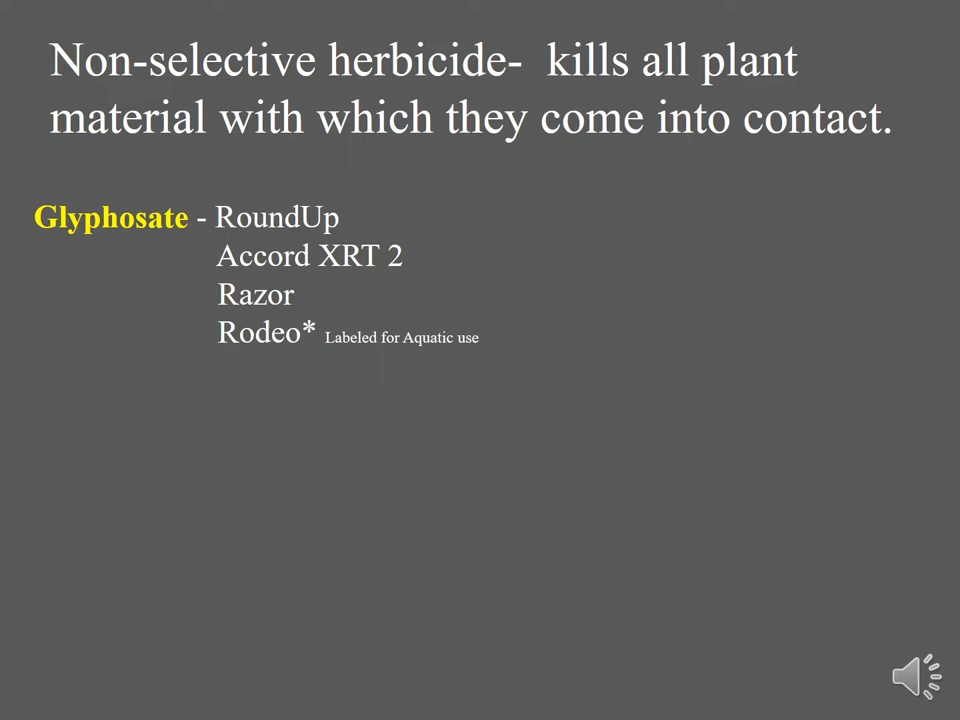 Non-selective herbicide-  kills all plant
material with which they come into contact.
Glyphosate - RoundUp
Accord XRT 2
Razor
Rodeo* Labeled for Aquatic use